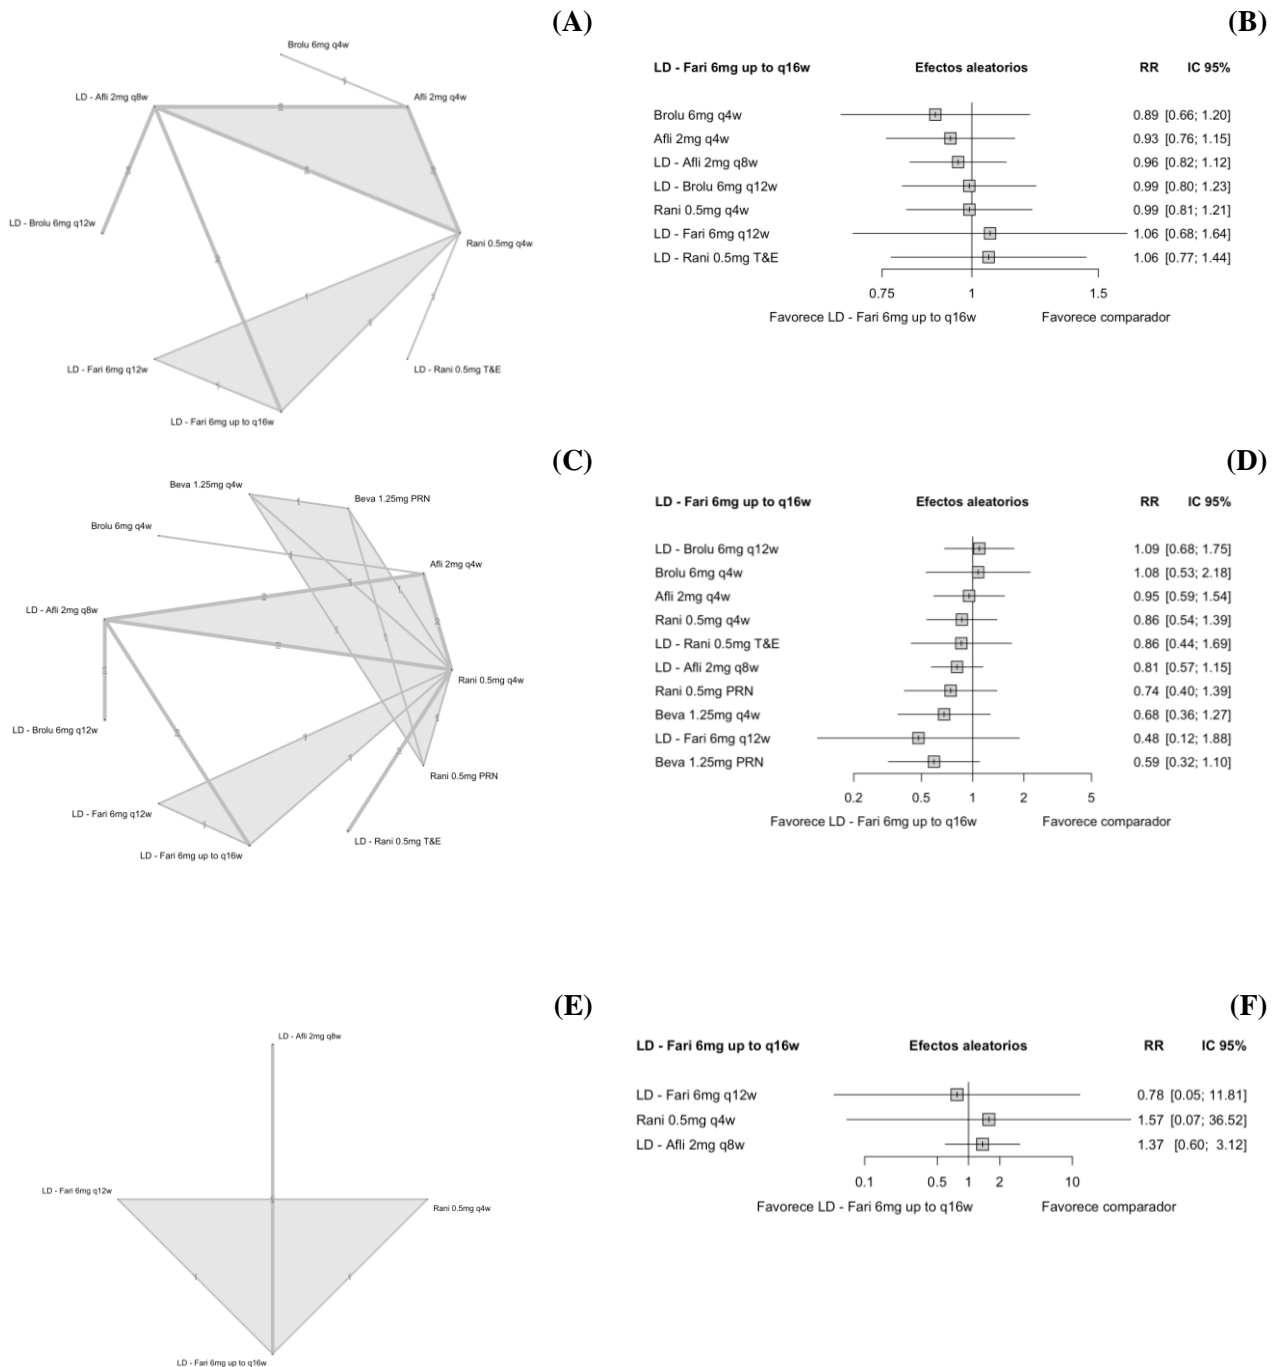 (A)
Brolu 6mg q4w
LD - Afli 2mg q8w
Afli 2mg q4w
LD - Brolu 6mg q12w
Rani 0.5mg q4w
LD - Fari 6mg q12w
LD - Rani 0.5mg T&E
LD - Fari 6mg up to q16w
(B)
LD - Fari 6mg up to q16w Efectos aleatorios RR IC 95%
Brolu 6mg q4w 0.89 [0.66; 1.20]
Afli 2mg q4w 0.93 [0.76; 1.15]
LD - Afli 2mg q8w 0.96 [0.82; 1.12]
LD - Brolu 6mg q12w 0.99 [0.80; 1.23]
Rani 0.5mg q4w 0.99 [0.81; 1.21]
LD - Fari 6mg q12w 1.06 [0.68; 1.64]
LD - Rani 0.5mg T&E 1.06 [0.77; 1.44]
0.75 1 1.5
Favorece LD - Fari 6mg up to q16w Favorece comparador
(C)
Beva 1.25mg q4w
Beva 1.25mg PRN
Brolu 6mg q4w
Afli 2mg q4w
LD - Afli 2mg q8w
Rani 0.5mg q4w
LD - Brolu 6mg q12w
Rani 0.5mg PRN
LD - Fari 6mg q12w
LD - Rani 0.5mg T&E
LD - Fari 6mg up to q16w
(D)
LD - Fari 6mg up to q16w Efectos aleatorios RR IC 95%
LD - Brolu 6mg q12w 1.09 [0.68; 1.75]
Brolu 6mg q4w 1.08 [0.53; 2.18]
Afli 2mg q4w 0.95 [0.59; 1.54]
Rani 0.5mg q4w 0.86 [0.54; 1.39]
LD - Rani 0.5mg T&E 0.86 [0.44; 1.69]
LD - Afli 2mg q8w 0.81 [0.57; 1.15]
Rani 0.5mg PRN 0.74 [0.40; 1.39]
Beva 1.25mg q4w 0.68 [0.36; 1.27]
LD - Fari 6mg q12w 0.48 [0.12; 1.88]
Beva 1.25mg PRN 0.59 [0.32; 1.10]
0.2 0.5 1 2 5
Favorece LD - Fari 6mg up to q16w Favorece comparador
(E)
LD - Afli 2mg q8w
LD - Fari 6mg q12w
Rani 0.5mg q4w
LD - Fari 6mg up to q16w
(F)
LD - Fari 6mg up to q16w Efectos aleatorios RR IC 95%
LD - Fari 6mg q12w 0.78 [0.05; 11.81]
Rani 0.5mg q4w 1.57 [0.07; 36.52]
LD - Afli 2mg q8w 1.37 [0.60; 3.12]
0.1 0.5 1 2 10
Favorece LD - Fari 6mg up to q16w Favorece comparador